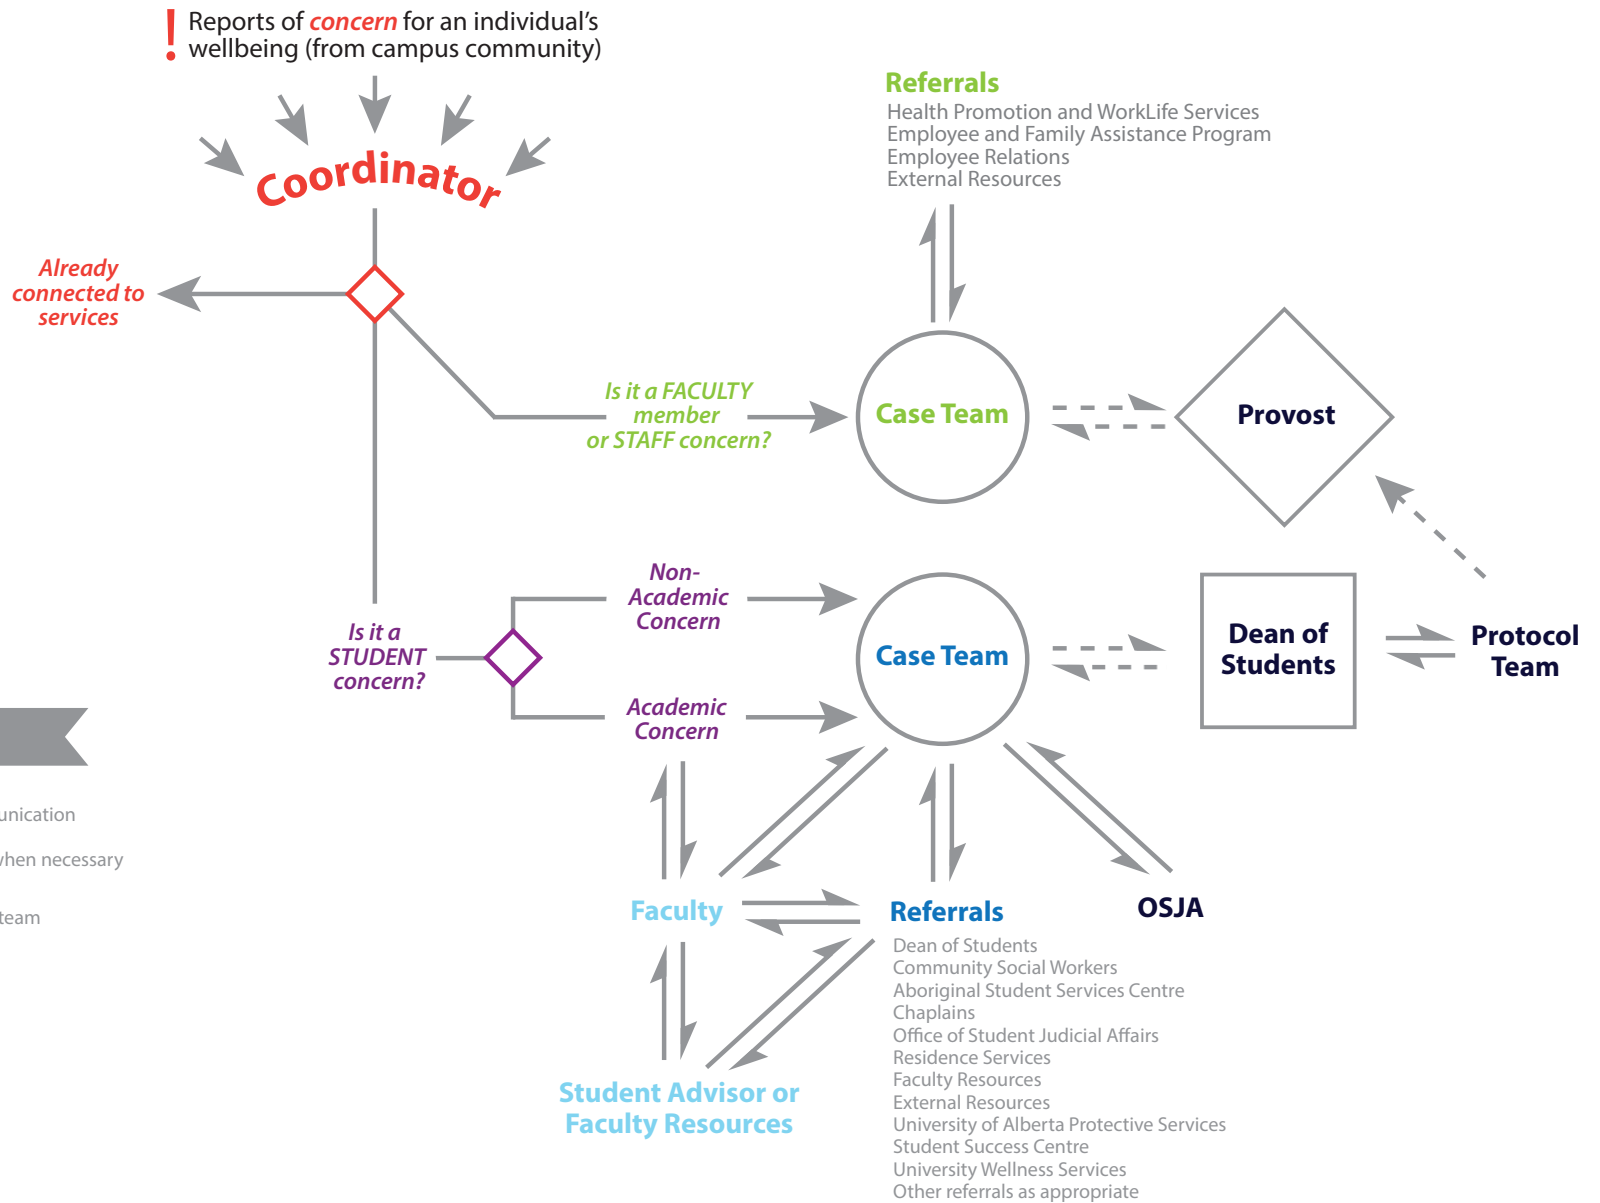 ! Reports of concern for an individual's
wellbeing (from campus community)
Coordinator
Already
connected to
services
Referrals
Health Promotion and WorkLife Services
Employee and Family Assistance Program
Employee Relations
External Resources
Is it a FACULTY
member
or STAFF concern?
Case Team
Provost
Non-
Academic
Concern
Is it a
STUDENT
concern?
Academic
Concern
Case Team
Dean of
Students
Protocol
Team
when necessary
team
Faculty
Referrals
OSJA
Dean of Students
Community Social Workers
Aboriginal Student Services Centre
Chaplains
Office of Student Judicial Affairs
Residence Services
Faculty Resources
External Resources
University of Alberta Protective Services
Student Success Centre
University Wellness Services
Other referrals as appropriate
Student Advisor or
Faculty Resources